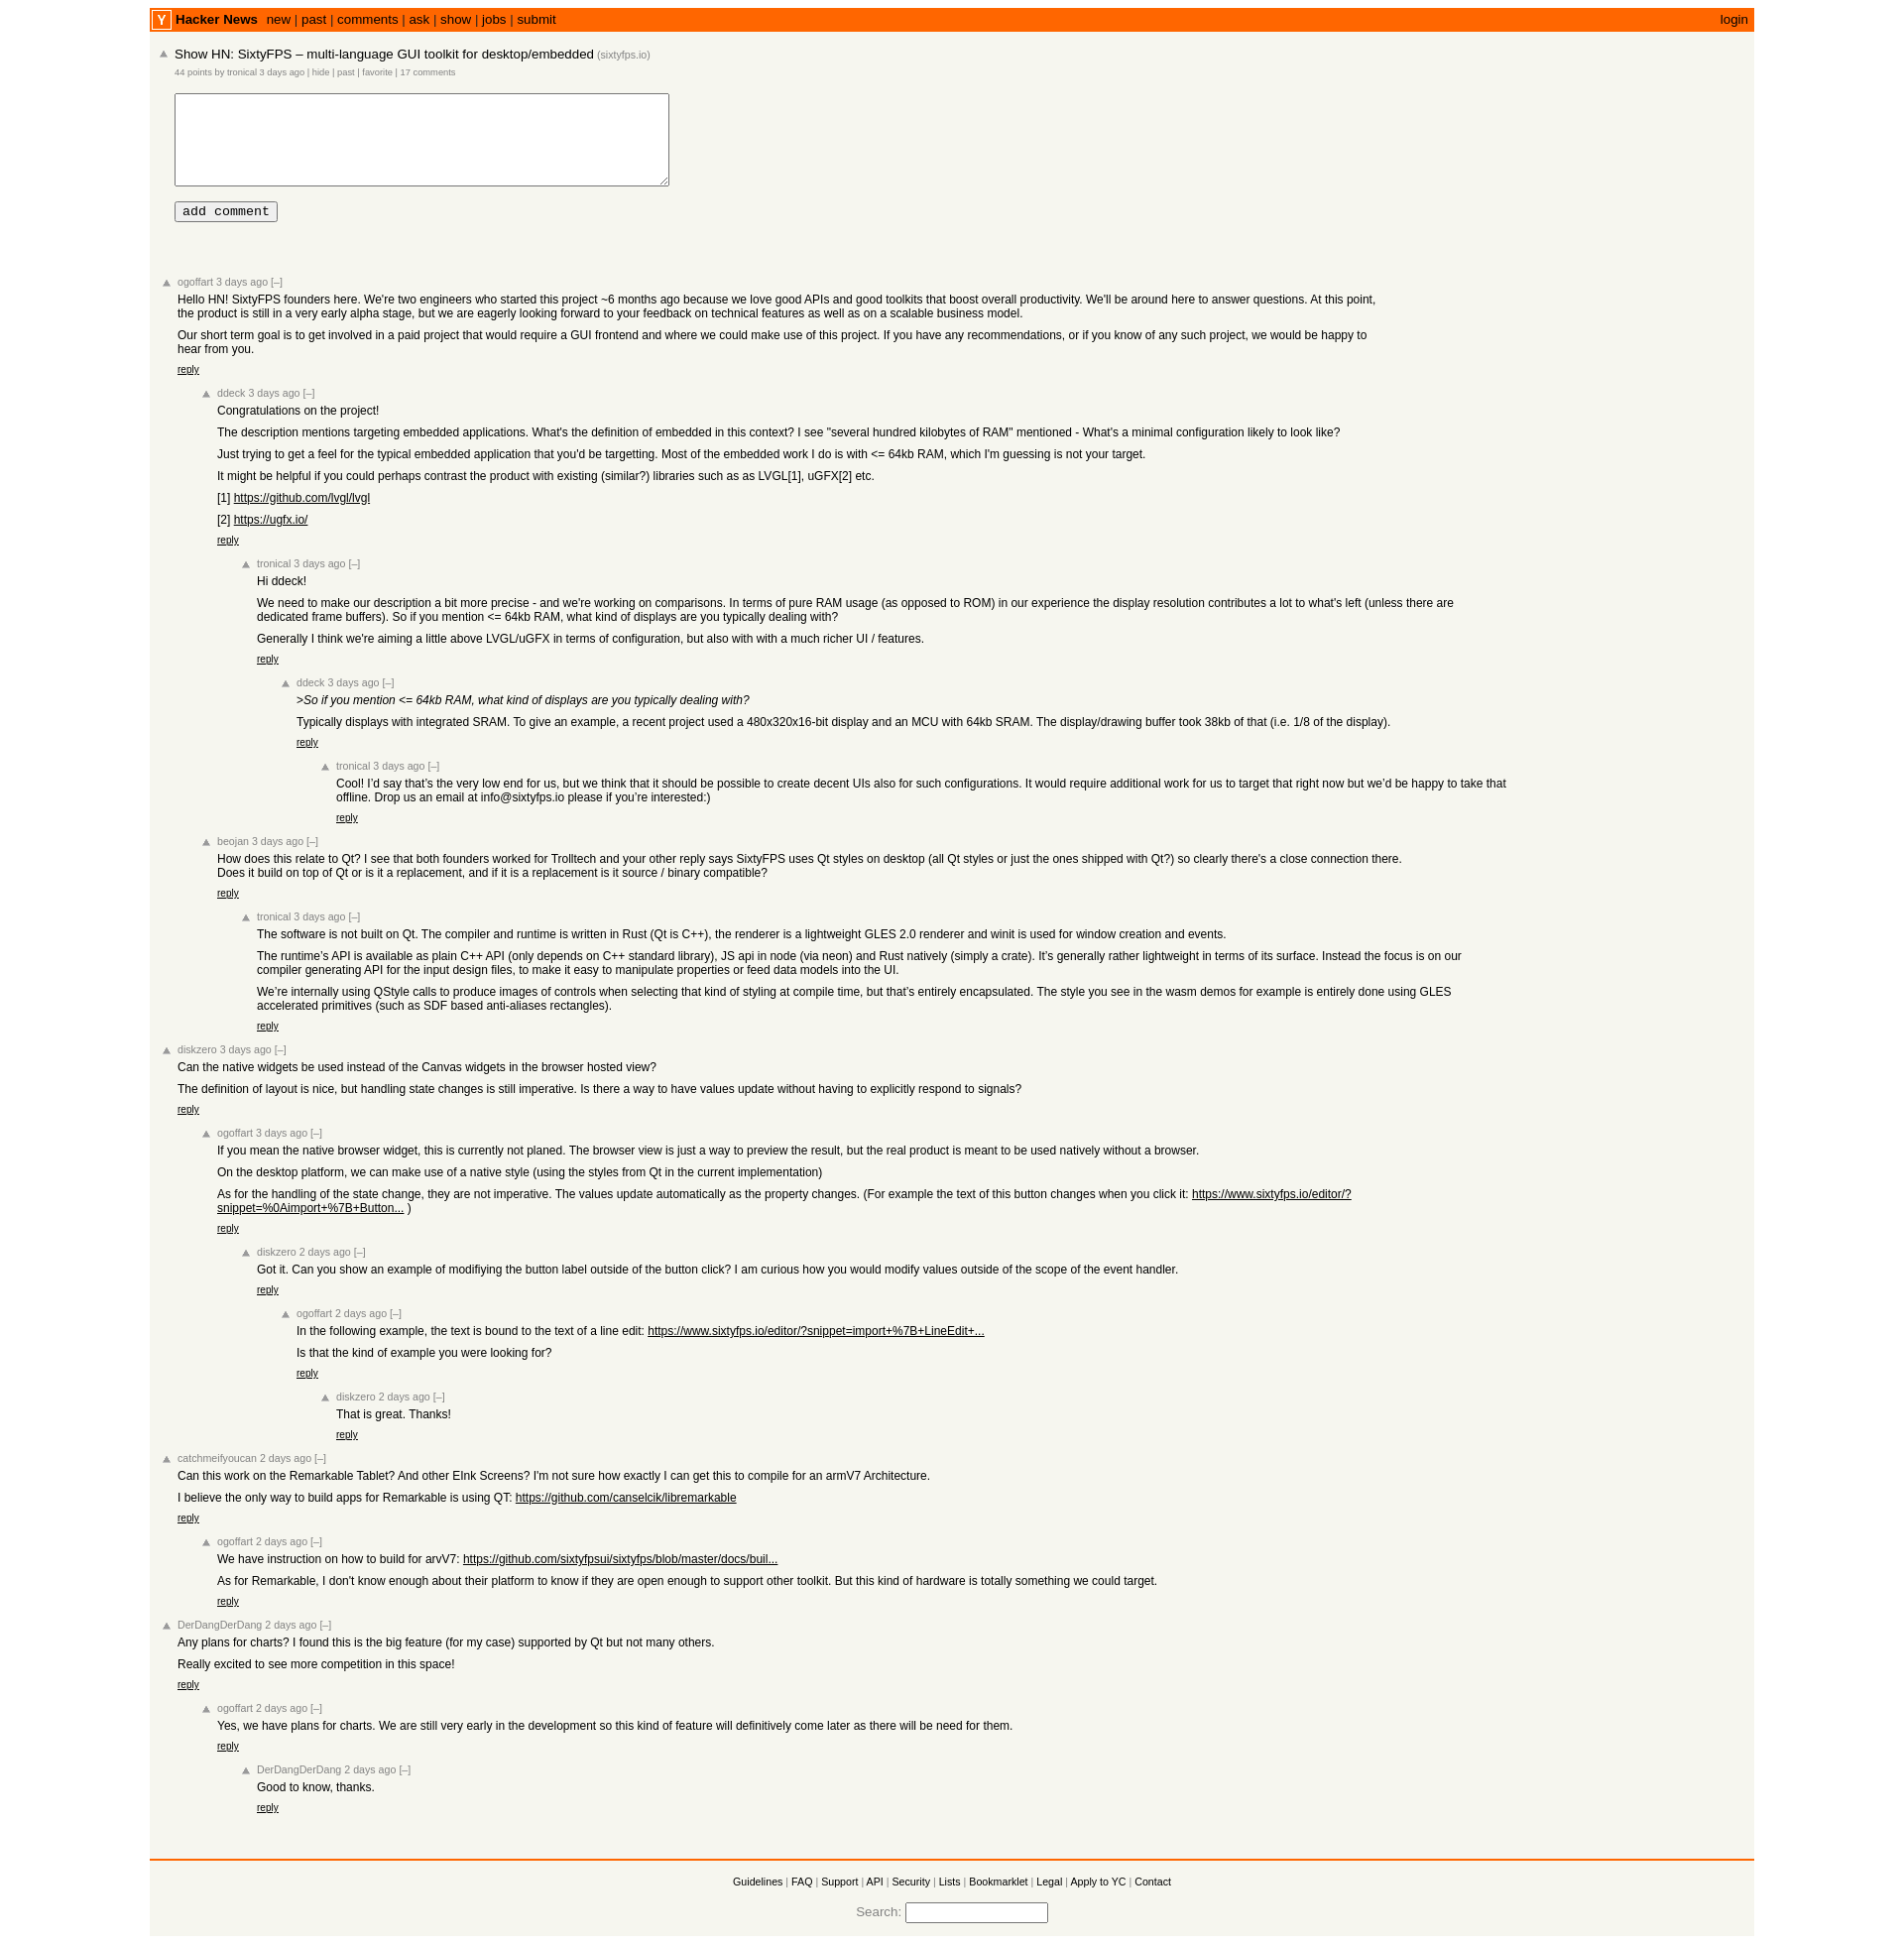 Y Hacker News new | past | comments | ask | show | jobs | submit login
Show HN: SixtyFPS – multi-language GUI toolkit for desktop/embedded (sixtyfps.io)
44 points by tronical 3 days ago | hide | past | favorite | 17 comments
add comment
ogoffart 3 days ago [–]
Hello HN! SixtyFPS founders here. We're two engineers who started this project ~6 months ago because we love good APIs and good toolkits that boost overall productivity. We'll be around here to answer questions. At this point,
the product is still in a very early alpha stage, but we are eagerly looking forward to your feedback on technical features as well as on a scalable business model.
Our short term goal is to get involved in a paid project that would require a GUI frontend and where we could make use of this project. If you have any recommendations, or if you know of any such project, we would be happy to
hear from you.
reply
ddeck 3 days ago [–]
Congratulations on the project!
The description mentions targeting embedded applications. What's the definition of embedded in this context? I see "several hundred kilobytes of RAM" mentioned - What's a minimal configuration likely to look like?
Just trying to get a feel for the typical embedded application that you'd be targetting. Most of the embedded work I do is with <= 64kb RAM, which I'm guessing is not your target.
It might be helpful if you could perhaps contrast the product with existing (similar?) libraries such as as LVGL[1], uGFX[2] etc.
[1] https://github.com/lvgl/lvgl
[2] https://ugfx.io/
reply
tronical 3 days ago [–]
Hi ddeck!
We need to make our description a bit more precise - and we're working on comparisons. In terms of pure RAM usage (as opposed to ROM) in our experience the display resolution contributes a lot to what's left (unless there are
dedicated frame buffers). So if you mention <= 64kb RAM, what kind of displays are you typically dealing with?
Generally I think we're aiming a little above LVGL/uGFX in terms of configuration, but also with with a much richer UI / features.
reply
ddeck 3 days ago [–]
>So if you mention <= 64kb RAM, what kind of displays are you typically dealing with?
Typically displays with integrated SRAM. To give an example, a recent project used a 480x320x16-bit display and an MCU with 64kb SRAM. The display/drawing buffer took 38kb of that (i.e. 1/8 of the display).
reply
tronical 3 days ago [–]
Cool! I’d say that’s the very low end for us, but we think that it should be possible to create decent UIs also for such configurations. It would require additional work for us to target that right now but we’d be happy to take that
offline. Drop us an email at info@sixtyfps.io please if you’re interested:)
reply
beojan 3 days ago [–]
How does this relate to Qt? I see that both founders worked for Trolltech and your other reply says SixtyFPS uses Qt styles on desktop (all Qt styles or just the ones shipped with Qt?) so clearly there's a close connection there.
Does it build on top of Qt or is it a replacement, and if it is a replacement is it source / binary compatible?
reply
tronical 3 days ago [–]
The software is not built on Qt. The compiler and runtime is written in Rust (Qt is C++), the renderer is a lightweight GLES 2.0 renderer and winit is used for window creation and events.
The runtime’s API is available as plain C++ API (only depends on C++ standard library), JS api in node (via neon) and Rust natively (simply a crate). It’s generally rather lightweight in terms of its surface. Instead the focus is on our
compiler generating API for the input design files, to make it easy to manipulate properties or feed data models into the UI.
We’re internally using QStyle calls to produce images of controls when selecting that kind of styling at compile time, but that’s entirely encapsulated. The style you see in the wasm demos for example is entirely done using GLES
accelerated primitives (such as SDF based anti-aliases rectangles).
reply
diskzero 3 days ago [–]
Can the native widgets be used instead of the Canvas widgets in the browser hosted view?
The definition of layout is nice, but handling state changes is still imperative. Is there a way to have values update without having to explicitly respond to signals?
reply
ogoffart 3 days ago [–]
If you mean the native browser widget, this is currently not planed. The browser view is just a way to preview the result, but the real product is meant to be used natively without a browser.
On the desktop platform, we can make use of a native style (using the styles from Qt in the current implementation)
As for the handling of the state change, they are not imperative. The values update automatically as the property changes. (For example the text of this button changes when you click it: https://www.sixtyfps.io/editor/?
snippet=%0Aimport+%7B+Button... )
reply
diskzero 2 days ago [–]
Got it. Can you show an example of modifiying the button label outside of the button click? I am curious how you would modify values outside of the scope of the event handler.
reply
ogoffart 2 days ago [–]
In the following example, the text is bound to the text of a line edit: https://www.sixtyfps.io/editor/?snippet=import+%7B+LineEdit+...
Is that the kind of example you were looking for?
reply
diskzero 2 days ago [–]
That is great. Thanks!
reply
catchmeifyoucan 2 days ago [–]
Can this work on the Remarkable Tablet? And other EInk Screens? I'm not sure how exactly I can get this to compile for an armV7 Architecture.
I believe the only way to build apps for Remarkable is using QT: https://github.com/canselcik/libremarkable
reply
ogoffart 2 days ago [–]
We have instruction on how to build for arvV7: https://github.com/sixtyfpsui/sixtyfps/blob/master/docs/buil...
As for Remarkable, I don't know enough about their platform to know if they are open enough to support other toolkit. But this kind of hardware is totally something we could target.
reply
DerDangDerDang 2 days ago [–]
Any plans for charts? I found this is the big feature (for my case) supported by Qt but not many others.
Really excited to see more competition in this space!
reply
ogoffart 2 days ago [–]
Yes, we have plans for charts. We are still very early in the development so this kind of feature will definitively come later as there will be need for them.
reply
DerDangDerDang 2 days ago [–]
Good to know, thanks.
reply
Guidelines | FAQ | Support | API | Security | Lists | Bookmarklet | Legal | Apply to YC | Contact
Search: